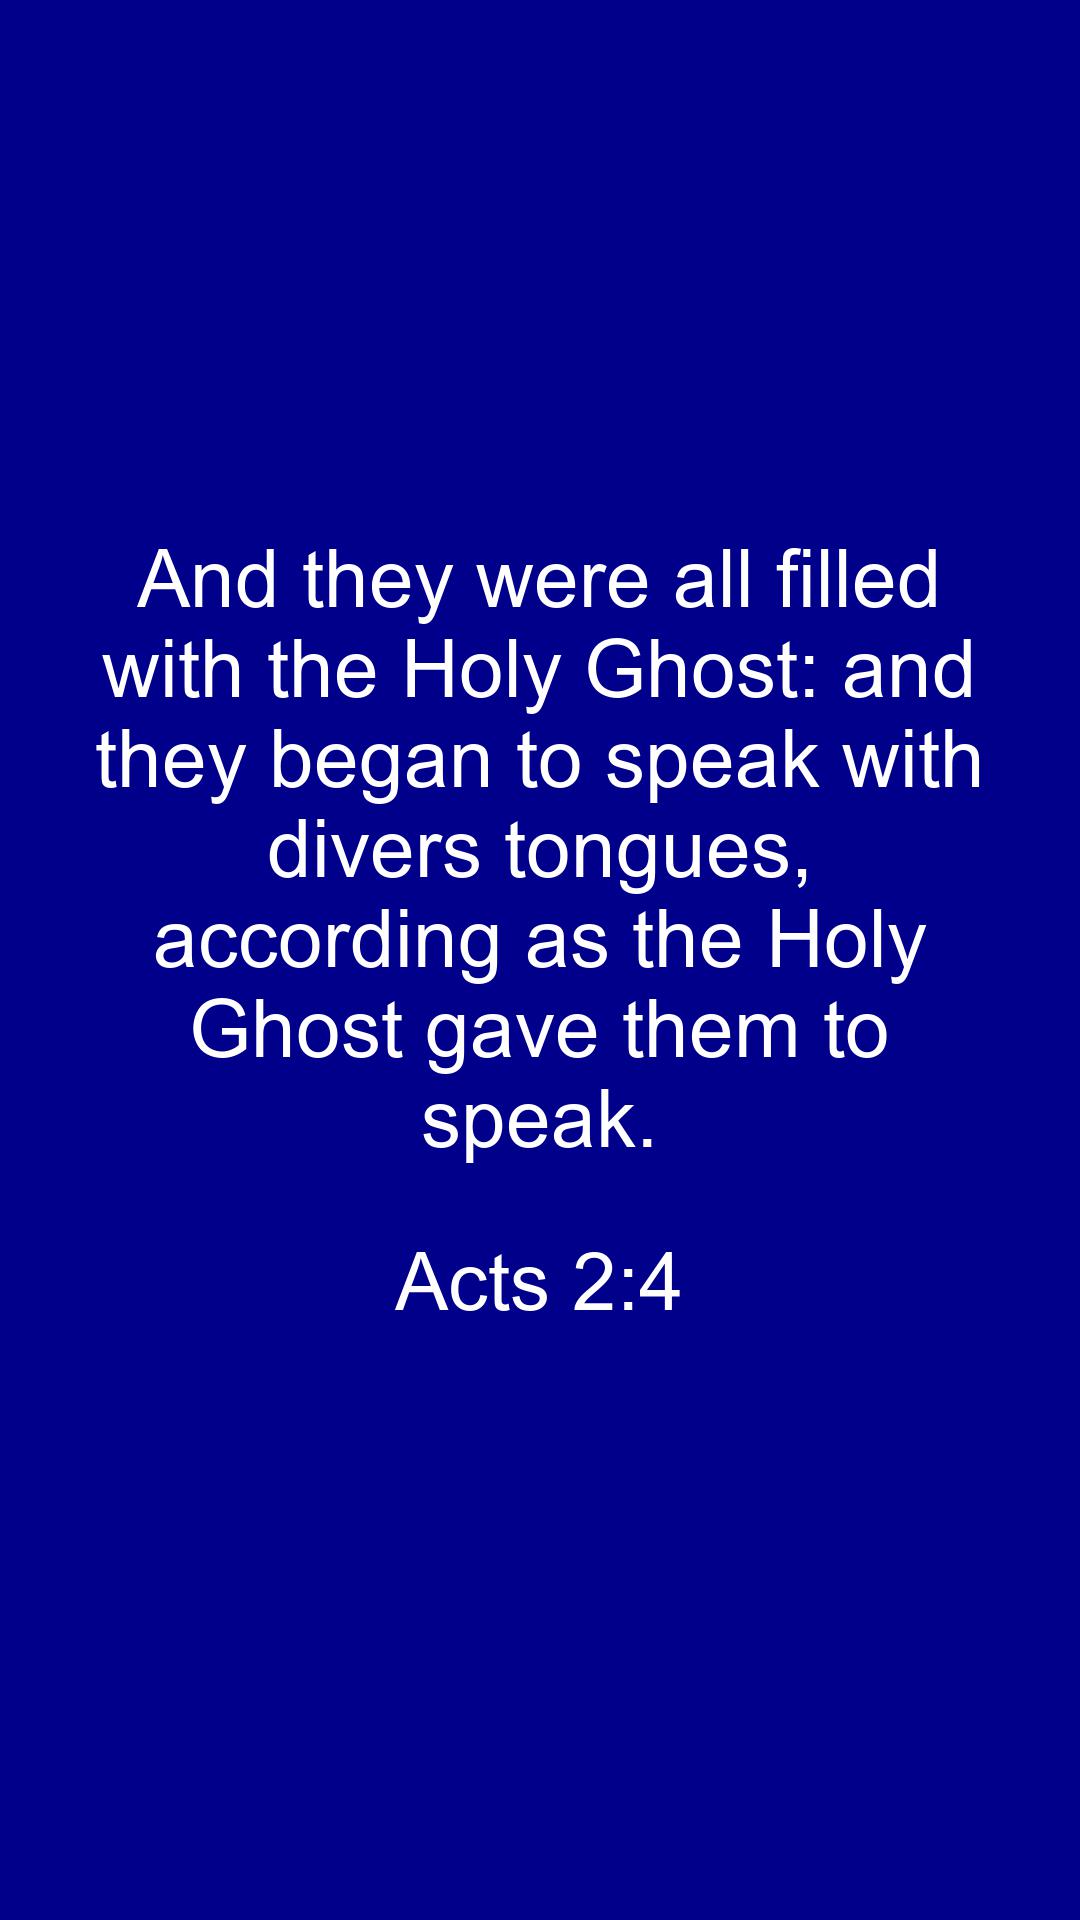 And they were all filled
with the Holy Ghost: and
they began to speak with
divers tongues,
according as the Holy
Ghost gave them to
speak.
Acts 2:4